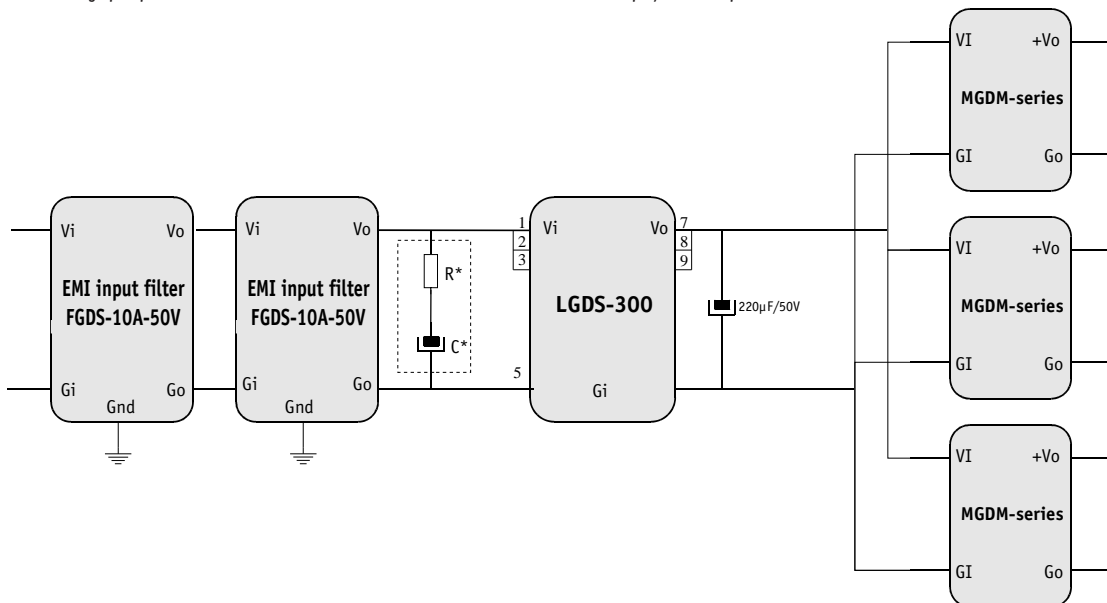 VI +Vo
MGDM-series
GI Go
Vi Vo
EMI input filter
FGDS-10A-50V
Gi Go
Gnd
Vi Vo
EMI input filter
FGDS-10A-50V
Gi Go
Gnd
R*
C*
1
2
3
5
Vi Vo
LGDS-300
Gi
7
8
9
220µF/50V
VI +Vo
MGDM-series
GI Go
VI +Vo
MGDM-series
GI Go